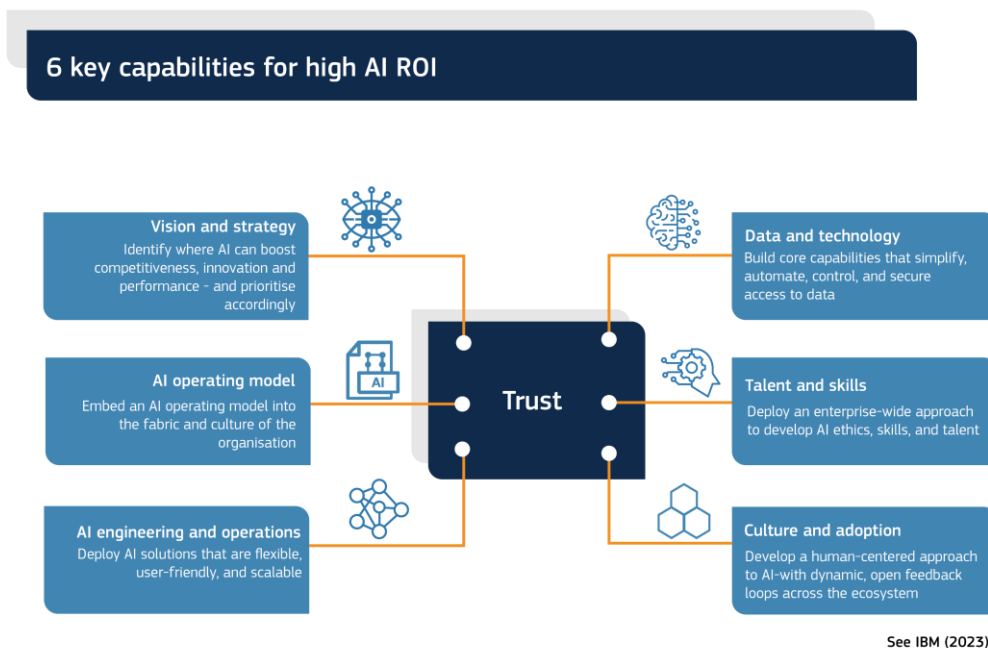 6 key capabilities for high AI ROI
Vision and strategy
Identify where AI can boost
competitiveness, innovation and
performance - and prioritise
accordingly
AI operating model
Embed an AI operating model into
the fabric and culture of the
organisation
AI
AI engineering and operations
Deploy AI solutions that are flexible,
user-friendly, and scalable
Trust
Data and technology
Build core capabilities that simplify,
automate, control, and secure
access to data
Talent and skills
Deploy an enterprise-wide approach
to develop AI ethics, skills, and talent
Culture and adoption
Develop a human-centered approach
to AI-with dynamic, open feedback
loops across the ecosystem
See IBM (2023)